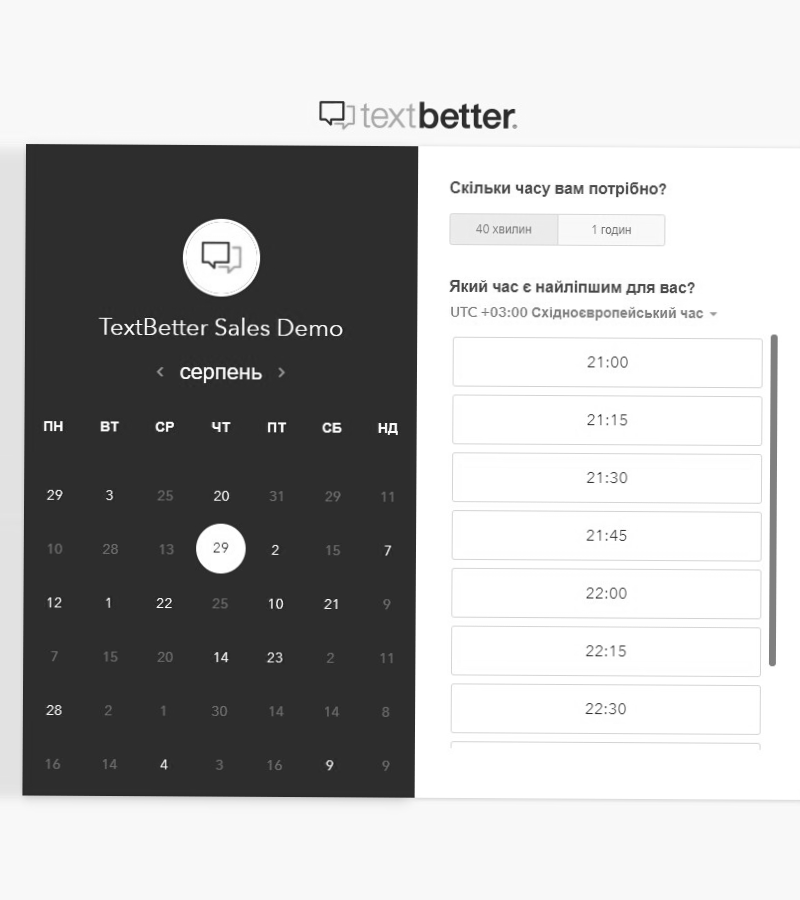 textbetter.
TextBetter Sales Demo
серпень
ПН ВТ СР ЧТ ПТ СБ НД
29 3 25 20 31 29 11
10 28 13 29 2 15 7
12 1 22 25 10 21 9
7 15 20 14 23 2 11
28 2 1 30 14 14 8
16 14 4 3 16 9 9
Скільки часу вам потрібно?
40 хвилин 1 годин
Який час є найліпшим для вас?
UTC +03:00 Східноєвропейський час
21:00
21:15
21:30
21:45
22:00
22:15
22:30